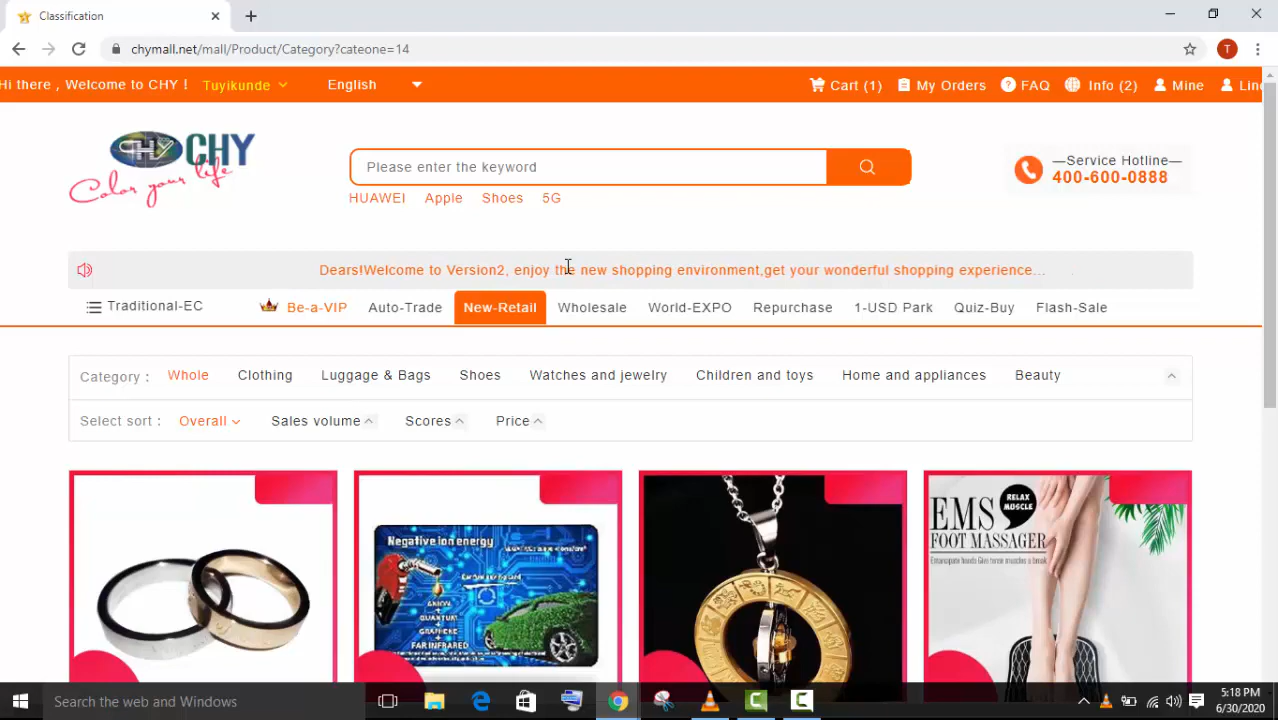 Classification
chymall.net/mall/Product/Category?cateone=14
T
Hi there , Welcome to CHY !
Tuyikunde
English
Cart (1)
My Orders
FAQ
Info (2)
Mine
CHY
CHY
Color your life
Please enter the keyword
HUAWEI
Apple
Shoes
5G
—Service Hotline—
400-600-0888
Dears!Welcome to Version2, enjoy the new shopping environment,get your wonderful shopping experience...
Traditional-EC
Be-a-VIP
Auto-Trade
New-Retail
Wholesale
World-EXPO
Repurchase
1-USD Park
Quiz-Buy
Flash-Sale
Category :
Whole
Clothing
Luggage & Bags
Shoes
Watches and jewelry
Children and toys
Home and appliances
Beauty
Select sort :
Overall
Sales volume
Scores
Price
Negative ion energy
ANION
+
QUANTUM
+
GRAPHENE
+
FAR INFRARED
EMS
RELAX
MUSCLE
FOOT MASSAGER
Search the web and Windows
5:18 PM
6/30/2020